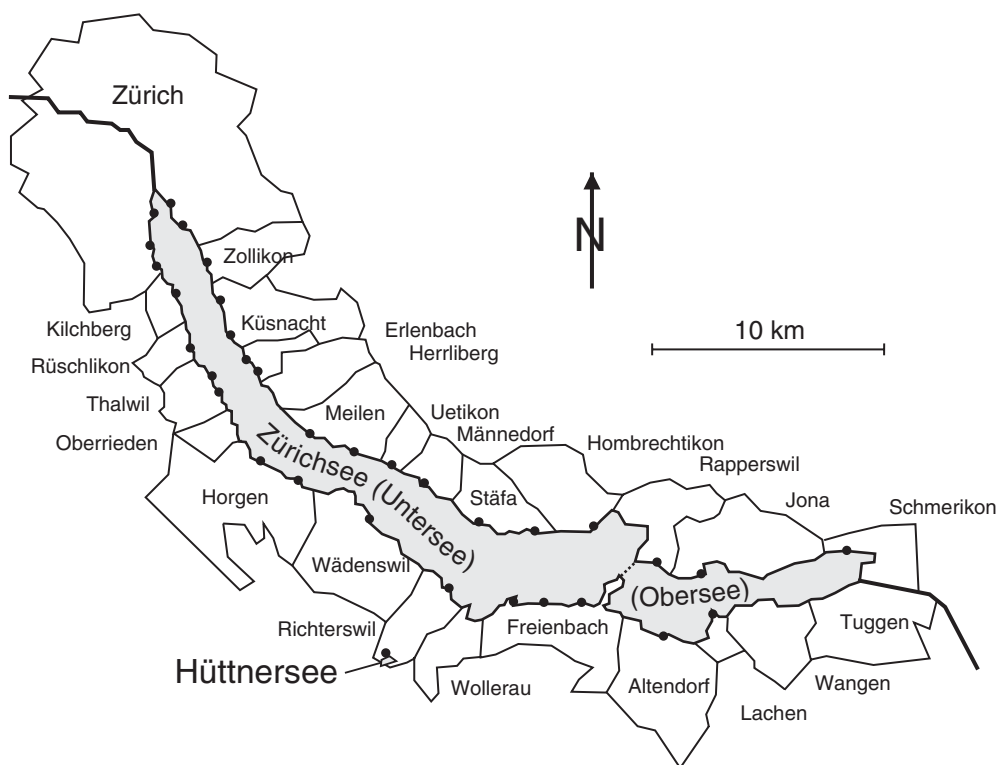 Zürich
N
Zollikon
Kilchberg
Küsnacht
Erlenbach
10 km
Herrliberg
Rüschlikon
Thalwil
Meilen
Uetikon
Oberrieden
Zürichsee (Untersee)
Männedorf
Hombrechtikon
Rapperswil
Horgen
Stäfa
Jona
Schmerikon
Wädenswil
(Obersee)
Richterswil
Freienbach
Tuggen
Hüttnersee
Wollerau
Altendorf
Wangen
Lachen